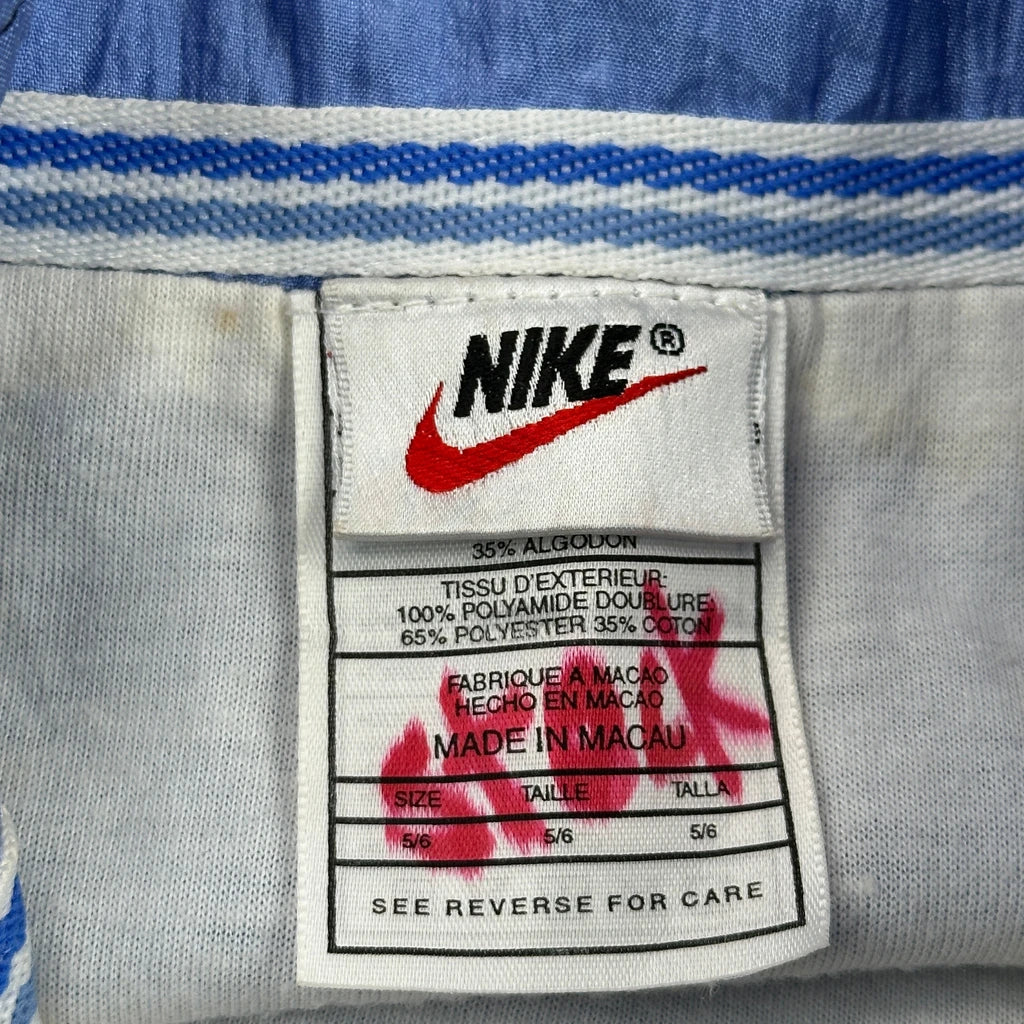 NIKE®
35% ALGODON
TISSU D'EXTERIEUR:
100% POLYAMIDE DOUBLURE:
65% POLYESTER 35% COTON
FABRIQUE A MACAO
HECHO EN MACAO
MADE IN MACAU
SIZE TAILLE TALLA
5/6 5/6 5/6
SEE REVERSE FOR CARE